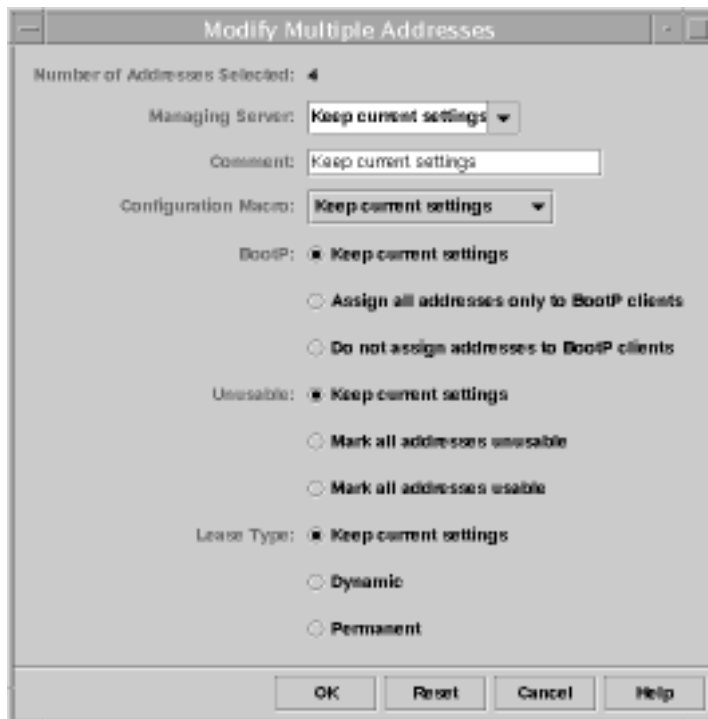 Modify Multiple Addresses
Number of Addresses Selected: 4
Managing Server: Keep current settings
Comment: Keep current settings
Configuration Macro: Keep current settings
BootP: Keep current settings
Assign all addresses only to BootP clients
Do not assign addresses to BootP clients
Unusable: Keep current settings
Mark all addresses unusable
Mark all addresses usable
Lease Type: Keep current settings
Dynamic
Permanent
OK Reset Cancel Help